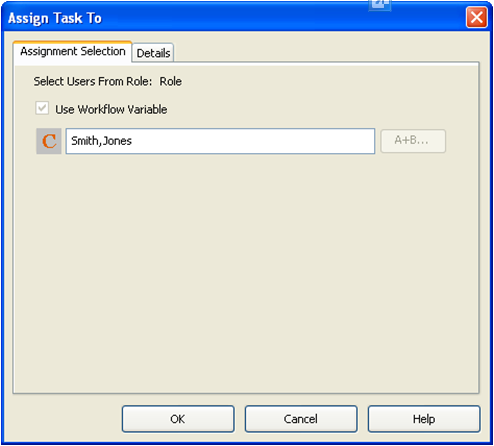 Assign Task To
Assignment Selection Details
Select Users From Role: Role
Use Workflow Variable
C Smith,Jones A+B...
OK Cancel Help